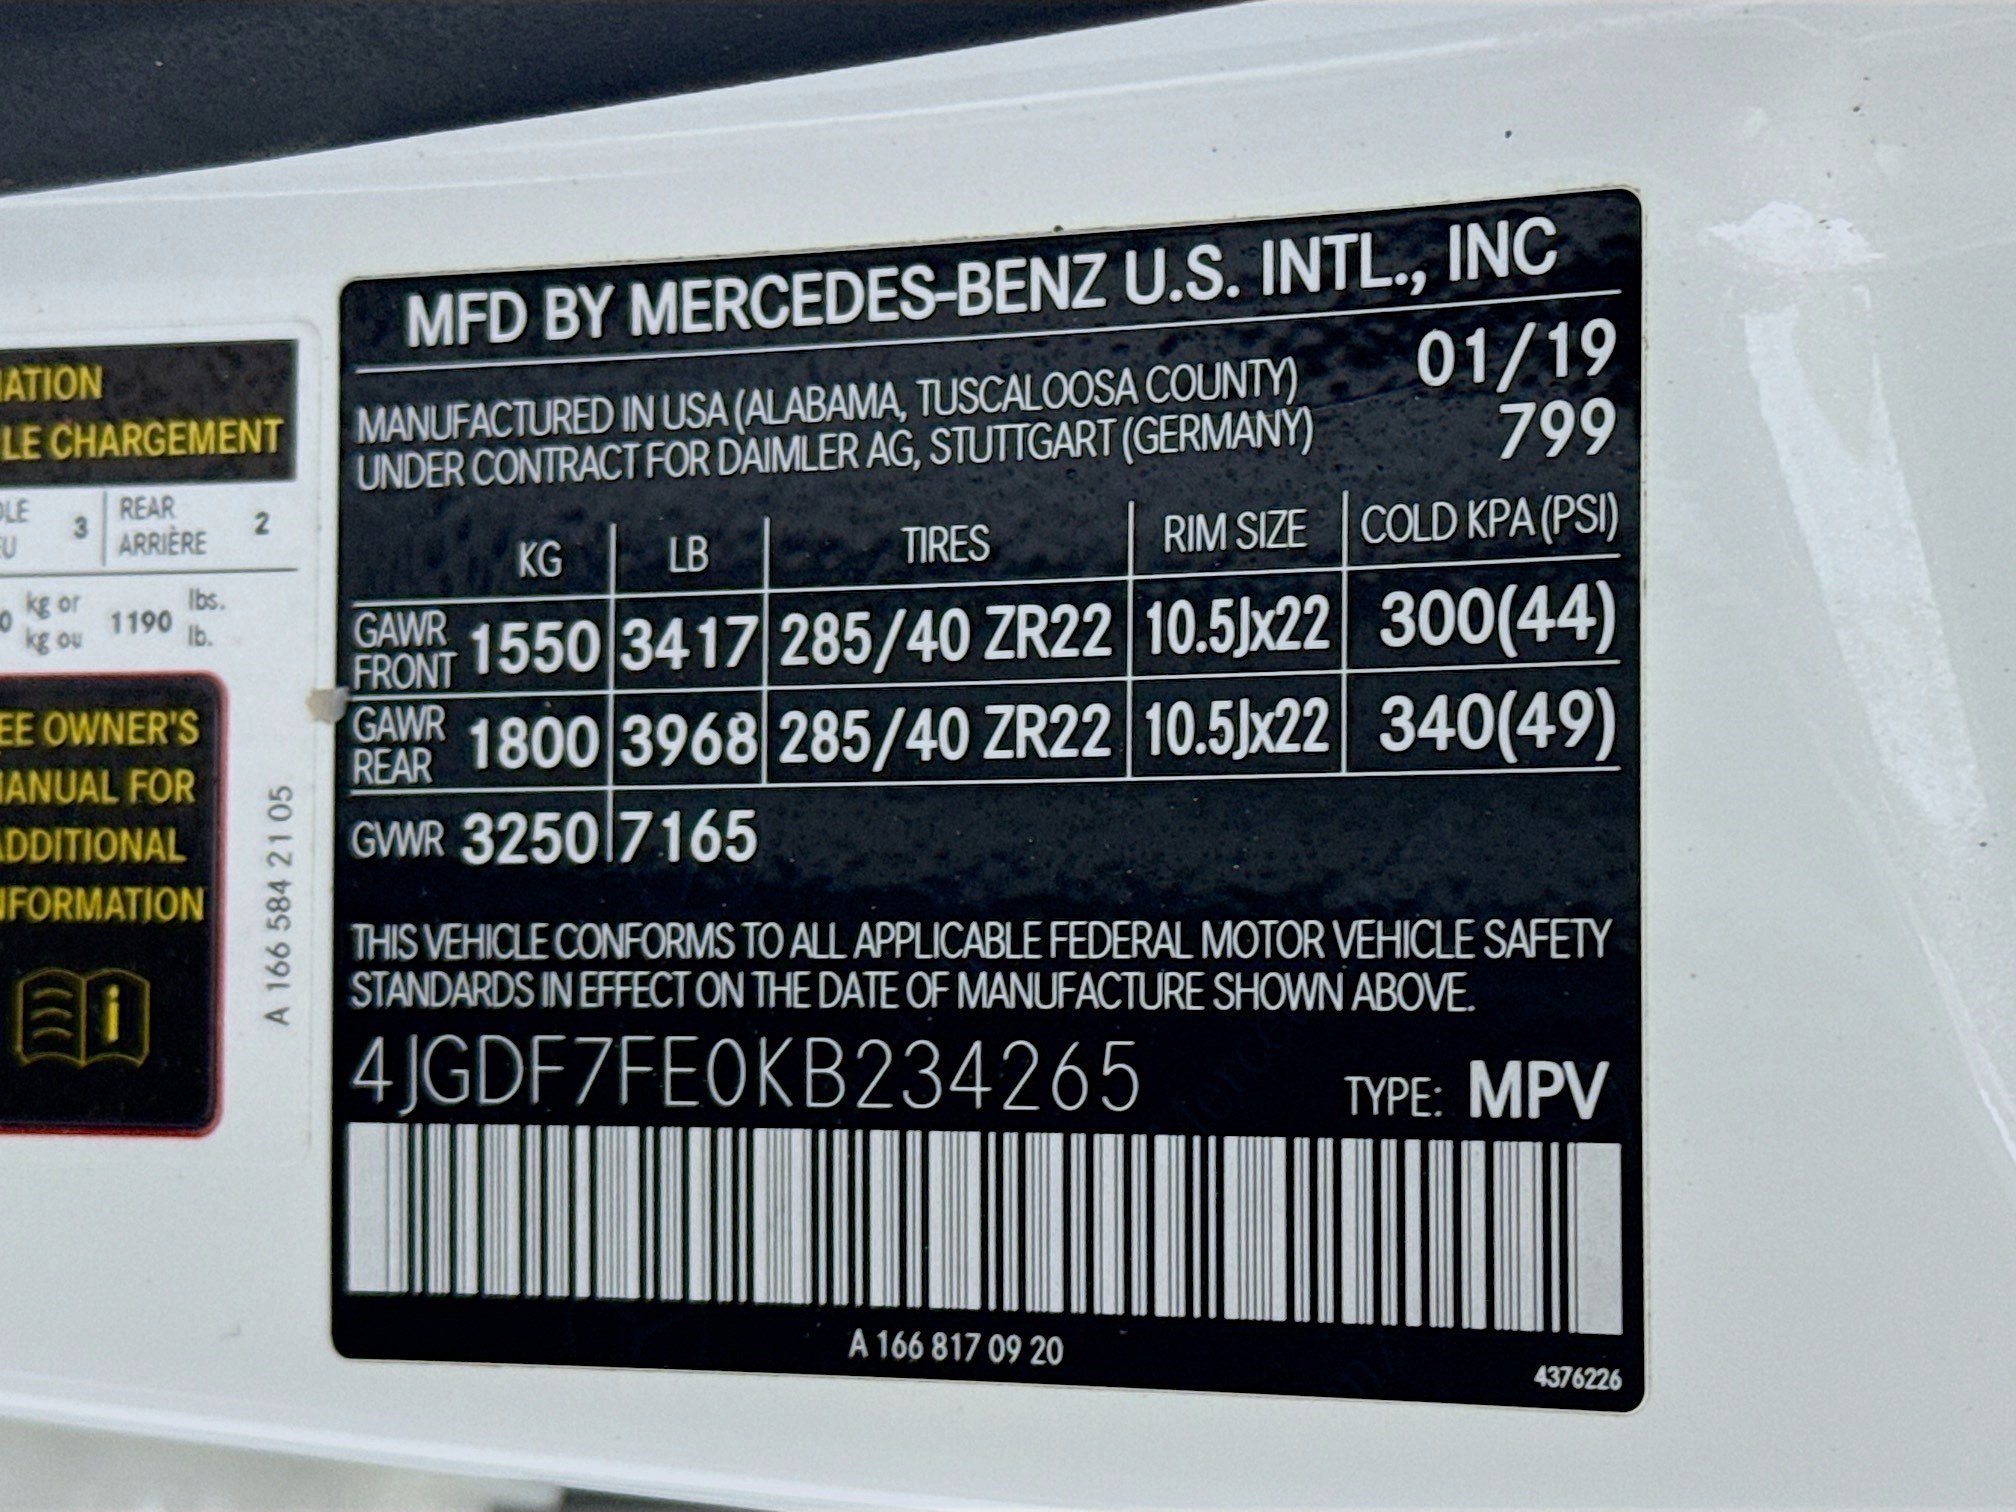 MFD BY MERCEDES-BENZ U.S. INTL., INC
MANUFACTURED IN USA (ALABAMA, TUSCALOOSA COUNTY) 01/19
UNDER CONTRACT FOR DAIMLER AG, STUTTGART (GERMANY) 799
KG LB TIRES RIM SIZE COLD KPA (PSI)
GAWR FRONT 1550 3417 285/40 ZR22 10.5Jx22 300(44)
GAWR REAR 1800 3968 285/40 ZR22 10.5Jx22 340(49)
GVWR 3250 7165
THIS VEHICLE CONFORMS TO ALL APPLICABLE FEDERAL MOTOR VEHICLE SAFETY
STANDARDS IN EFFECT ON THE DATE OF MANUFACTURE SHOWN ABOVE.
4JGDF7FE0KB234265 TYPE: MPV
A 166 817 09 20
4376226
LE CHARGEMENT
3 REAR 2
ARRIÈRE
kg or 1190 lbs.
kg ou lb.
OWNER'S
MANUAL FOR
ADDITIONAL
INFORMATION
A 166 584 21 05